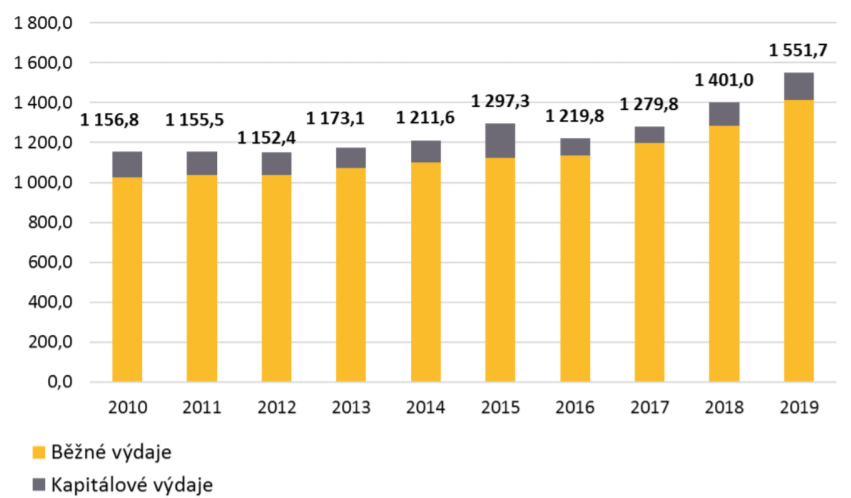 1 800,0
1 600,0
1 400,0
1 200,0
1 000,0
800,0
600,0
400,0
200,0
0,0
1 156,8 1 155,5 1 152,4 1 173,1 1 211,6 1 297,3 1 219,8 1 279,8 1 401,0 1 551,7
2010 2011 2012 2013 2014 2015 2016 2017 2018 2019
Běžné výdaje
Kapitálové výdaje